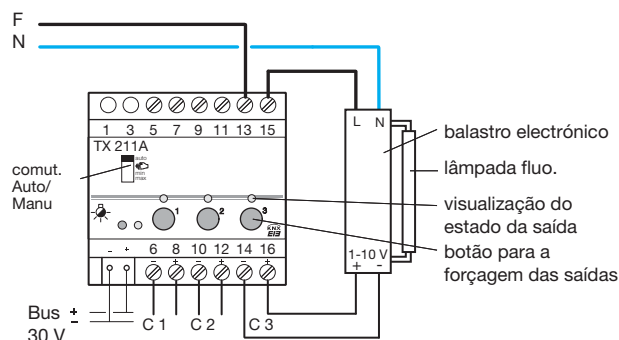 F
N
1 3 5 7 9 11 13 15
TX 211A
auto
min
max
comut.
Auto/
Manu
1 2 3
KNX
EIB
- +
6 8 10 12 14 16
- + - + - +
Bus + -
30 V
C 1 C 2 C 3
L N
1-10 V
+ -
balastro electrónico
lâmpada fluo.
visualização do
estado da saída
botão para a
forçagem das saídas